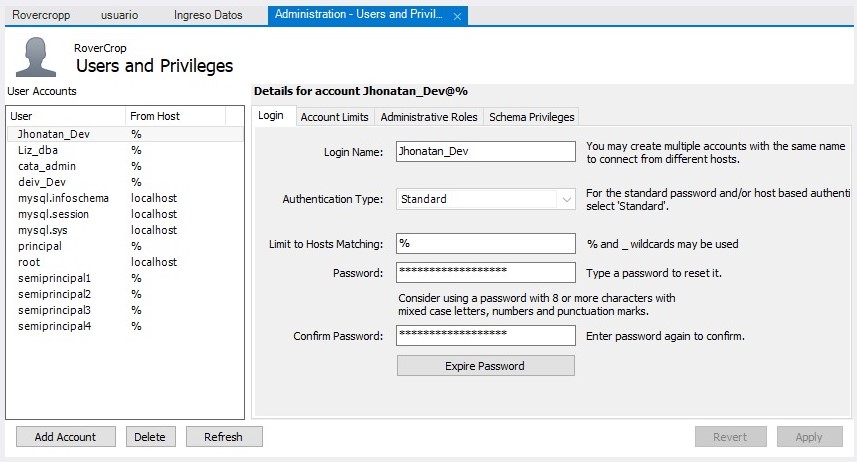 Rovercropp usuario Ingreso Datos Administration - Users and Privil...
RoverCrop
Users and Privileges
User Accounts
User From Host
Jhonatan_Dev %
Liz_dba %
cata_admin %
deiv_Dev %
mysql.infoschema localhost
mysql.session localhost
mysql.sys localhost
principal %
root localhost
semiprincipal1 %
semiprincipal2 %
semiprincipal3 %
semiprincipal4 %
Details for account Jhonatan_Dev@%
Login Account Limits Administrative Roles Schema Privileges
Login Name: Jhonatan_Dev You may create multiple accounts with the same name
to connect from different hosts.
Authentication Type: Standard For the standard password and/or host based authenti
select 'Standard'.
Limit to Hosts Matching: % % and _ wildcards may be used
Password: ****************** Type a password to reset it.
Consider using a password with 8 or more characters with
mixed case letters, numbers and punctuation marks.
Confirm Password: ****************** Enter password again to confirm.
Expire Password
Add Account Delete Refresh Revert Apply